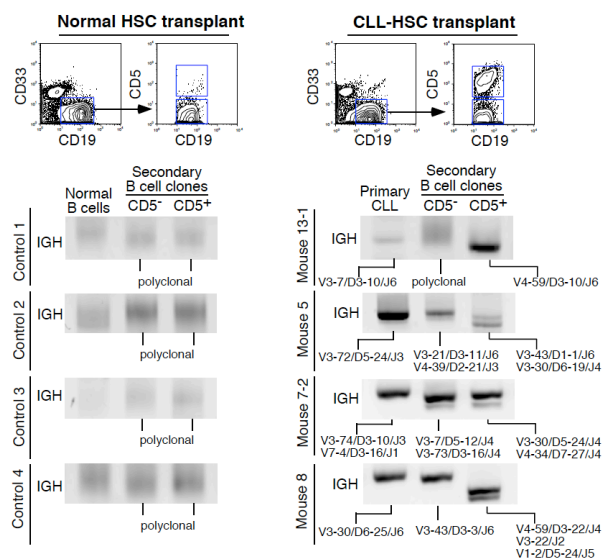 Normal HSC transplant
CLL-HSC transplant
CD33
CD19
CD5
CD19
CD33
CD19
CD5
CD19
Normal
B cells
Secondary
B cell clones
CD5-
CD5+
Control 1
IGH
polyclonal
Control 2
IGH
polyclonal
Control 3
IGH
polyclonal
Control 4
IGH
polyclonal
Primary
CLL
Secondary
B cell clones
CD5-
CD5+
Mouse 13-1
IGH
V3-7/D3-10/J6
polyclonal
V4-59/D3-10/J6
Mouse 5
IGH
V3-72/D5-24/J3
V3-21/D3-11/J6
V4-39/D2-21/J3
V3-43/D1-1/J6
V3-30/D6-19/J4
Mouse 7-2
IGH
V3-74/D3-10/J3
V7-4/D3-16/J1
V3-7/D5-12/J4
V3-73/D3-16/J4
V3-30/D5-24/J4
V4-34/D7-27/J4
Mouse 8
IGH
V3-30/D6-25/J6
V3-43/D3-3/J6
V4-59/D3-22/J4
V3-22/J2
V1-2/D5-24/J5